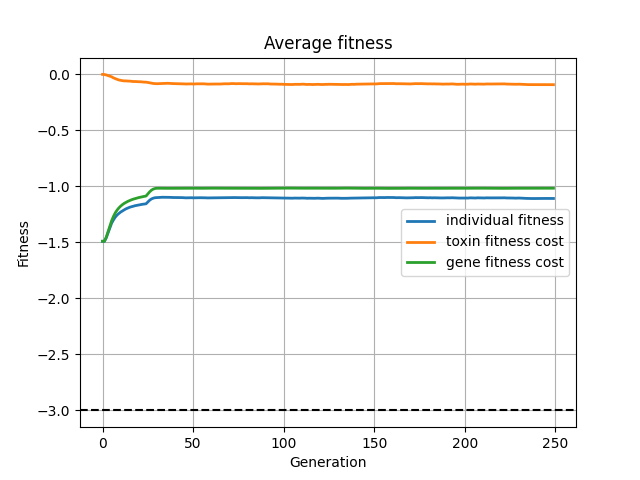 Average fitness
Fitness
0.0
−0.5
−1.0
−1.5
−2.0
−2.5
−3.0
individual fitness
toxin fitness cost
gene fitness cost
0 50 100 150 200 250
Generation